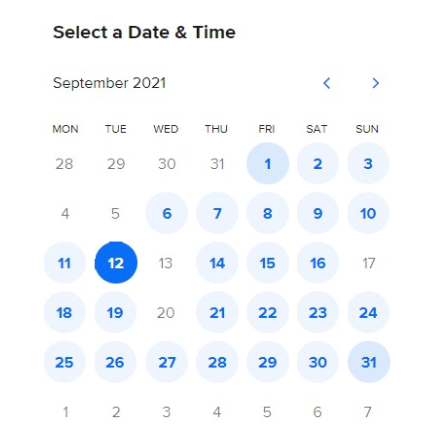 Select a Date & Time
September 2021
MON TUE WED THU FRI SAT SUN
28 29 30 31 1 2 3
4 5 6 7 8 9 10
11 12 13 14 15 16 17
18 19 20 21 22 23 24
25 26 27 28 29 30 31
1 2 3 4 5 6 7